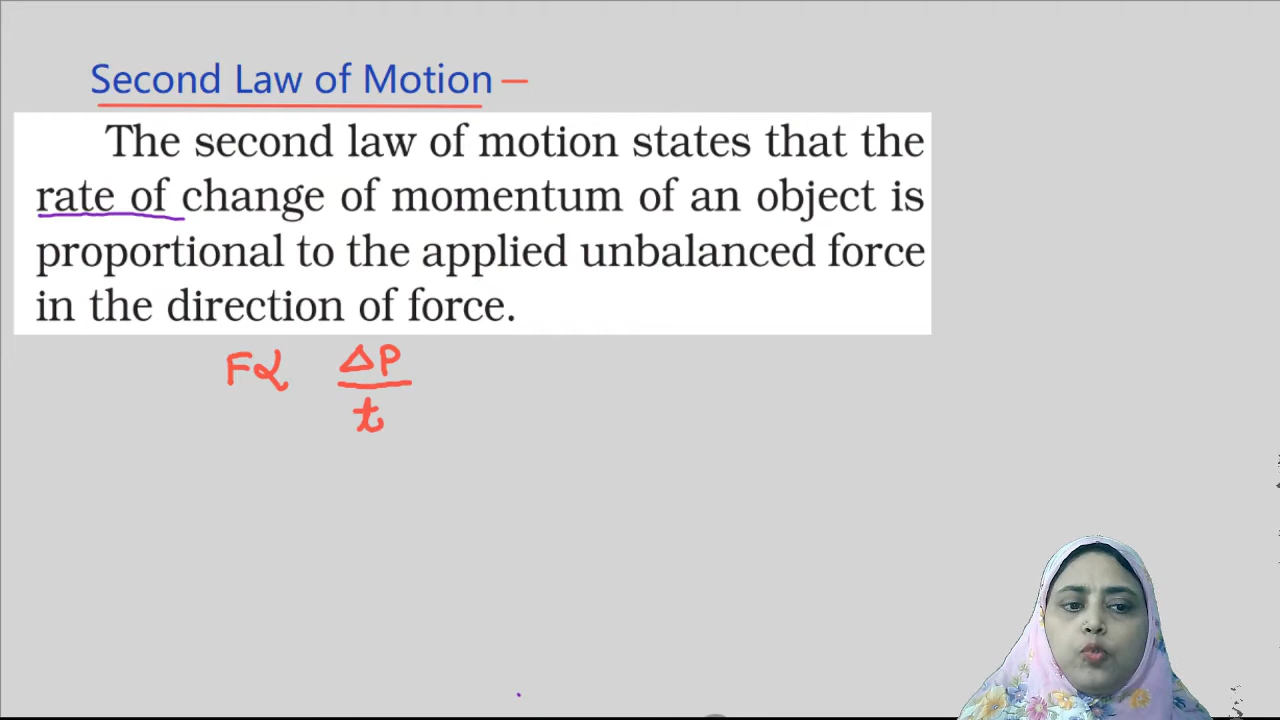 Second Law of Motion –
The second law of motion states that the
rate of change of momentum of an object is
proportional to the applied unbalanced force
in the direction of force.
F∝ ΔP
t